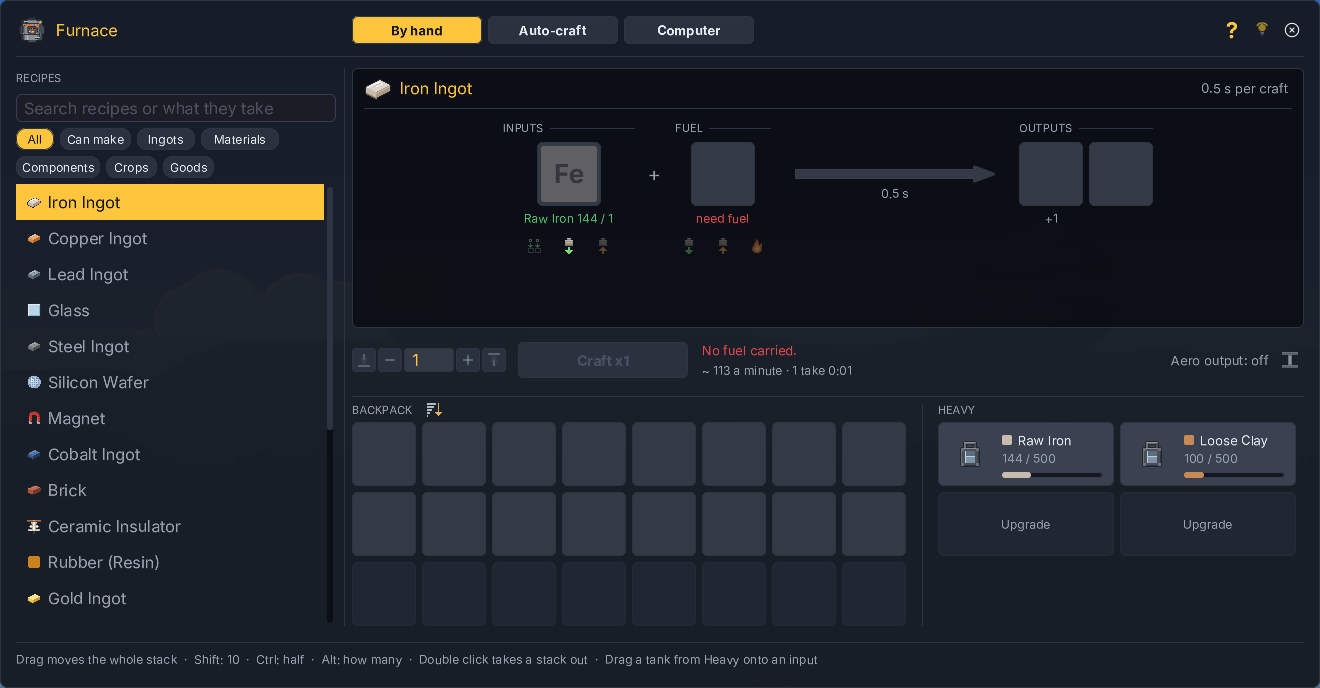 Furnace
By hand
Auto-craft
Computer
?
RECIPES
Search recipes or what they take
All
Can make
Ingots
Materials
Components
Crops
Goods
Iron Ingot
Copper Ingot
Lead Ingot
Glass
Steel Ingot
Silicon Wafer
Magnet
Cobalt Ingot
Brick
Ceramic Insulator
Rubber (Resin)
Gold Ingot
Iron Ingot
0.5 s per craft
INPUTS
FUEL
OUTPUTS
Fe
+
0.5 s
Raw Iron 144 / 1
need fuel
+1
1
Craft x1
No fuel carried.
~ 113 a minute · 1 take 0:01
Aero output: off
BACKPACK
HEAVY
Raw Iron
144 / 500
Loose Clay
100 / 500
Upgrade
Upgrade
Drag moves the whole stack · Shift: 10 · Ctrl: half · Alt: how many · Double click takes a stack out · Drag a tank from Heavy onto an input